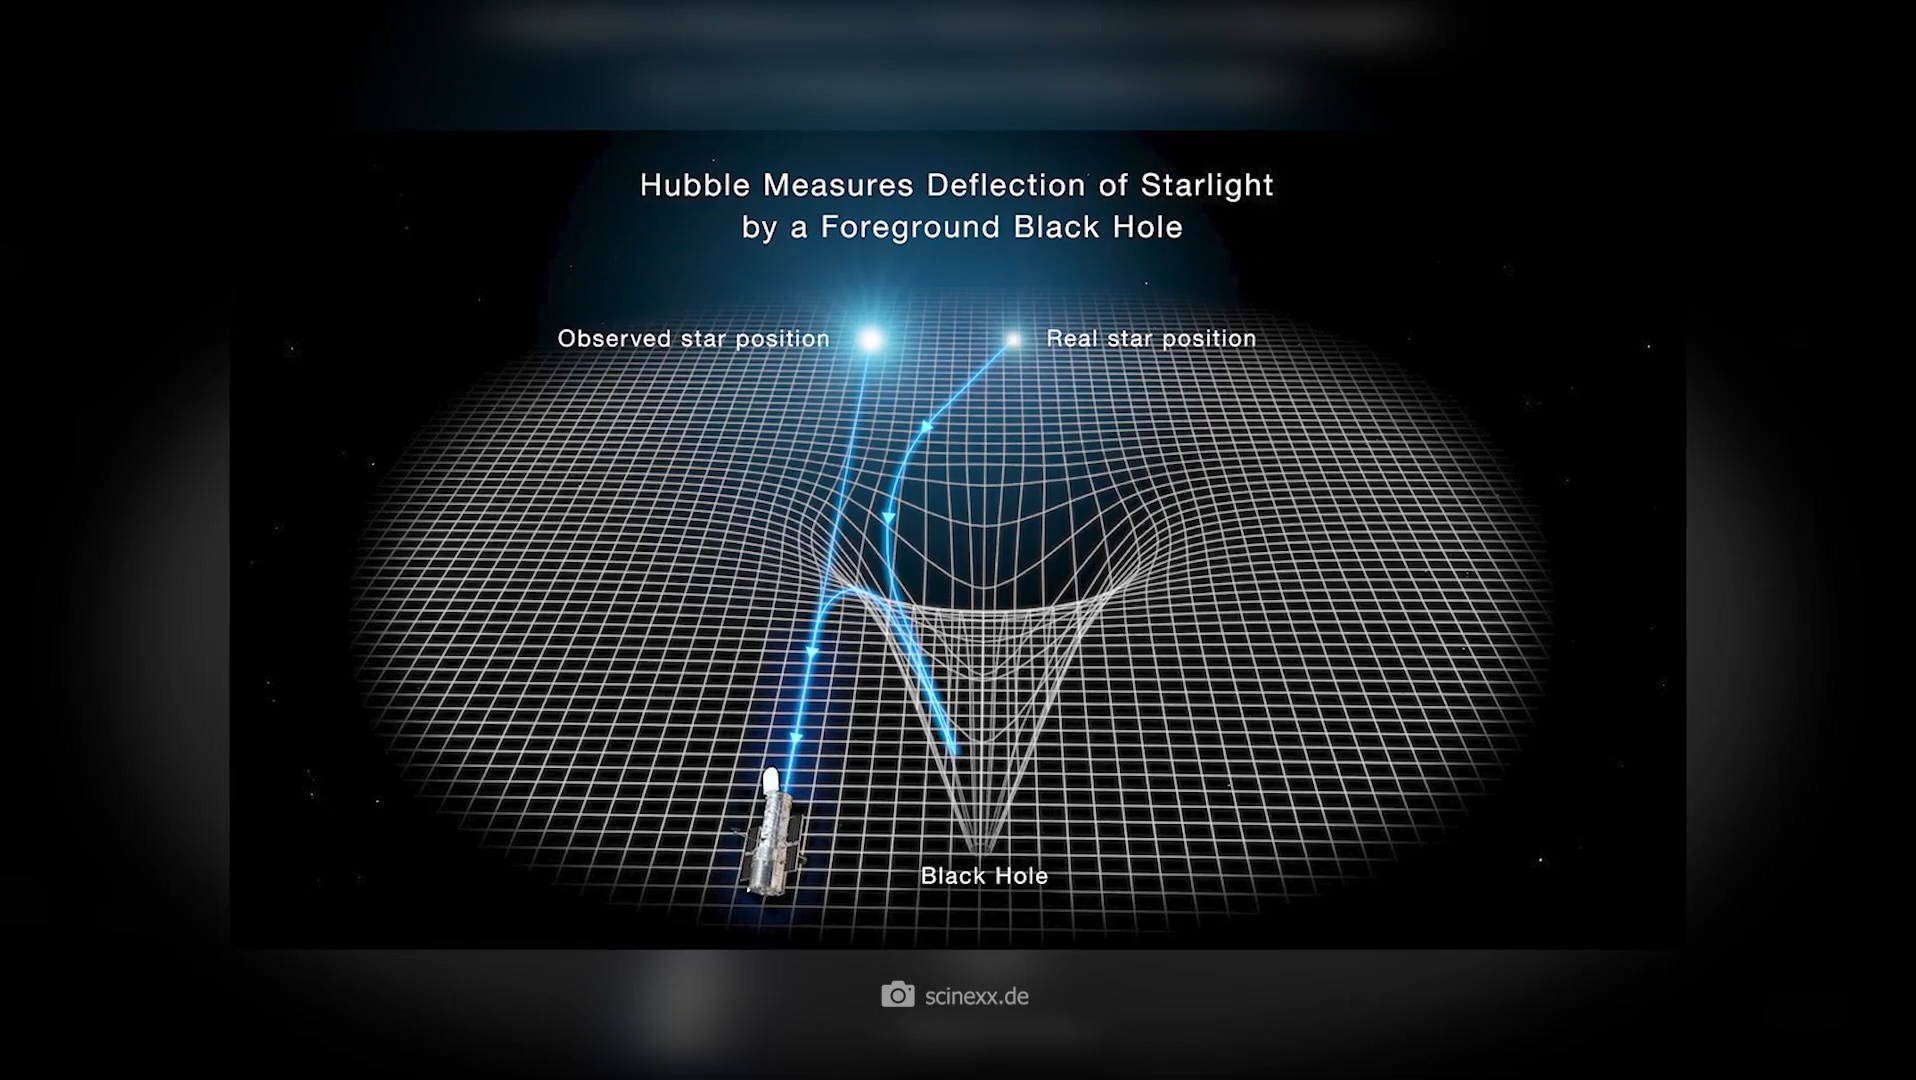 Hubble Measures Deflection of Starlight
by a Foreground Black Hole
Observed star position
Real star position
Black Hole
scinexx.de